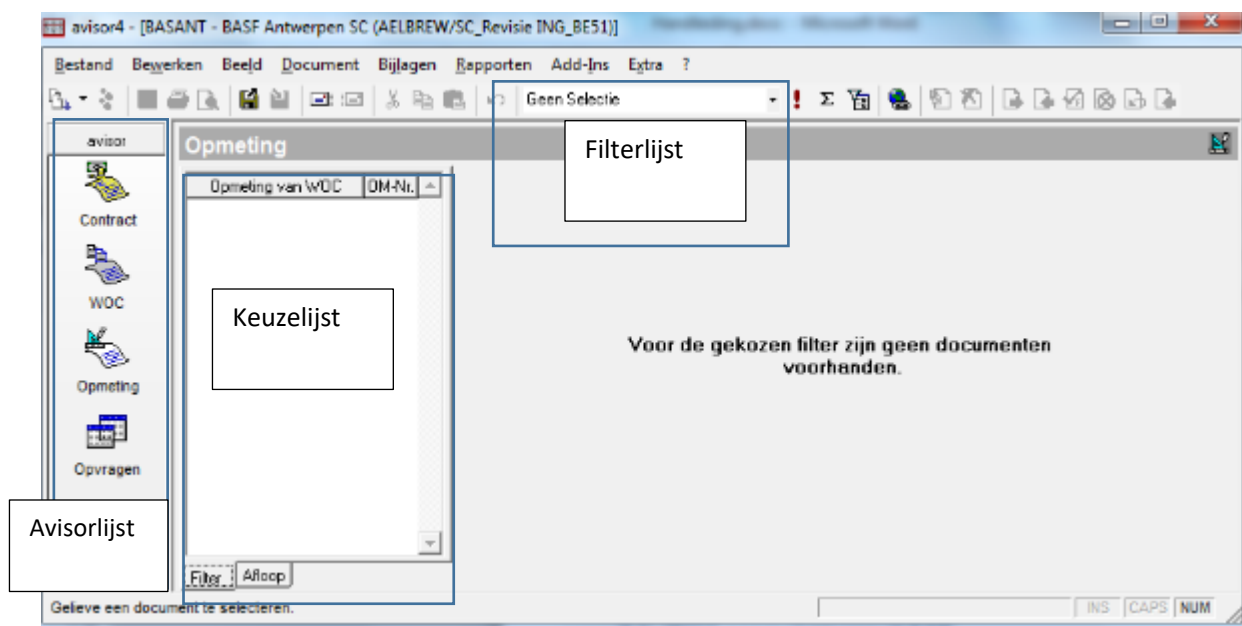 avisor4 - [BASANT - BASF Antwerpen SC (AELBREW/SC_Revisie ING_BE51)]
Bestand Bewerken Beeld Document Bijlagen Rapporten Add-Ins Extra ?
Geen Selectie
avisor
Opmeting
Filterlijst
Opmeting van WOC OM-Nr.
Contract
WOC
Keuzelijst
Voor de gekozen filter zijn geen documenten
voorhanden.
Opmeting
Opvragen
Avisorlijst
Filter Afloop
Gelieve een document te selecteren.
INS CAPS NUM